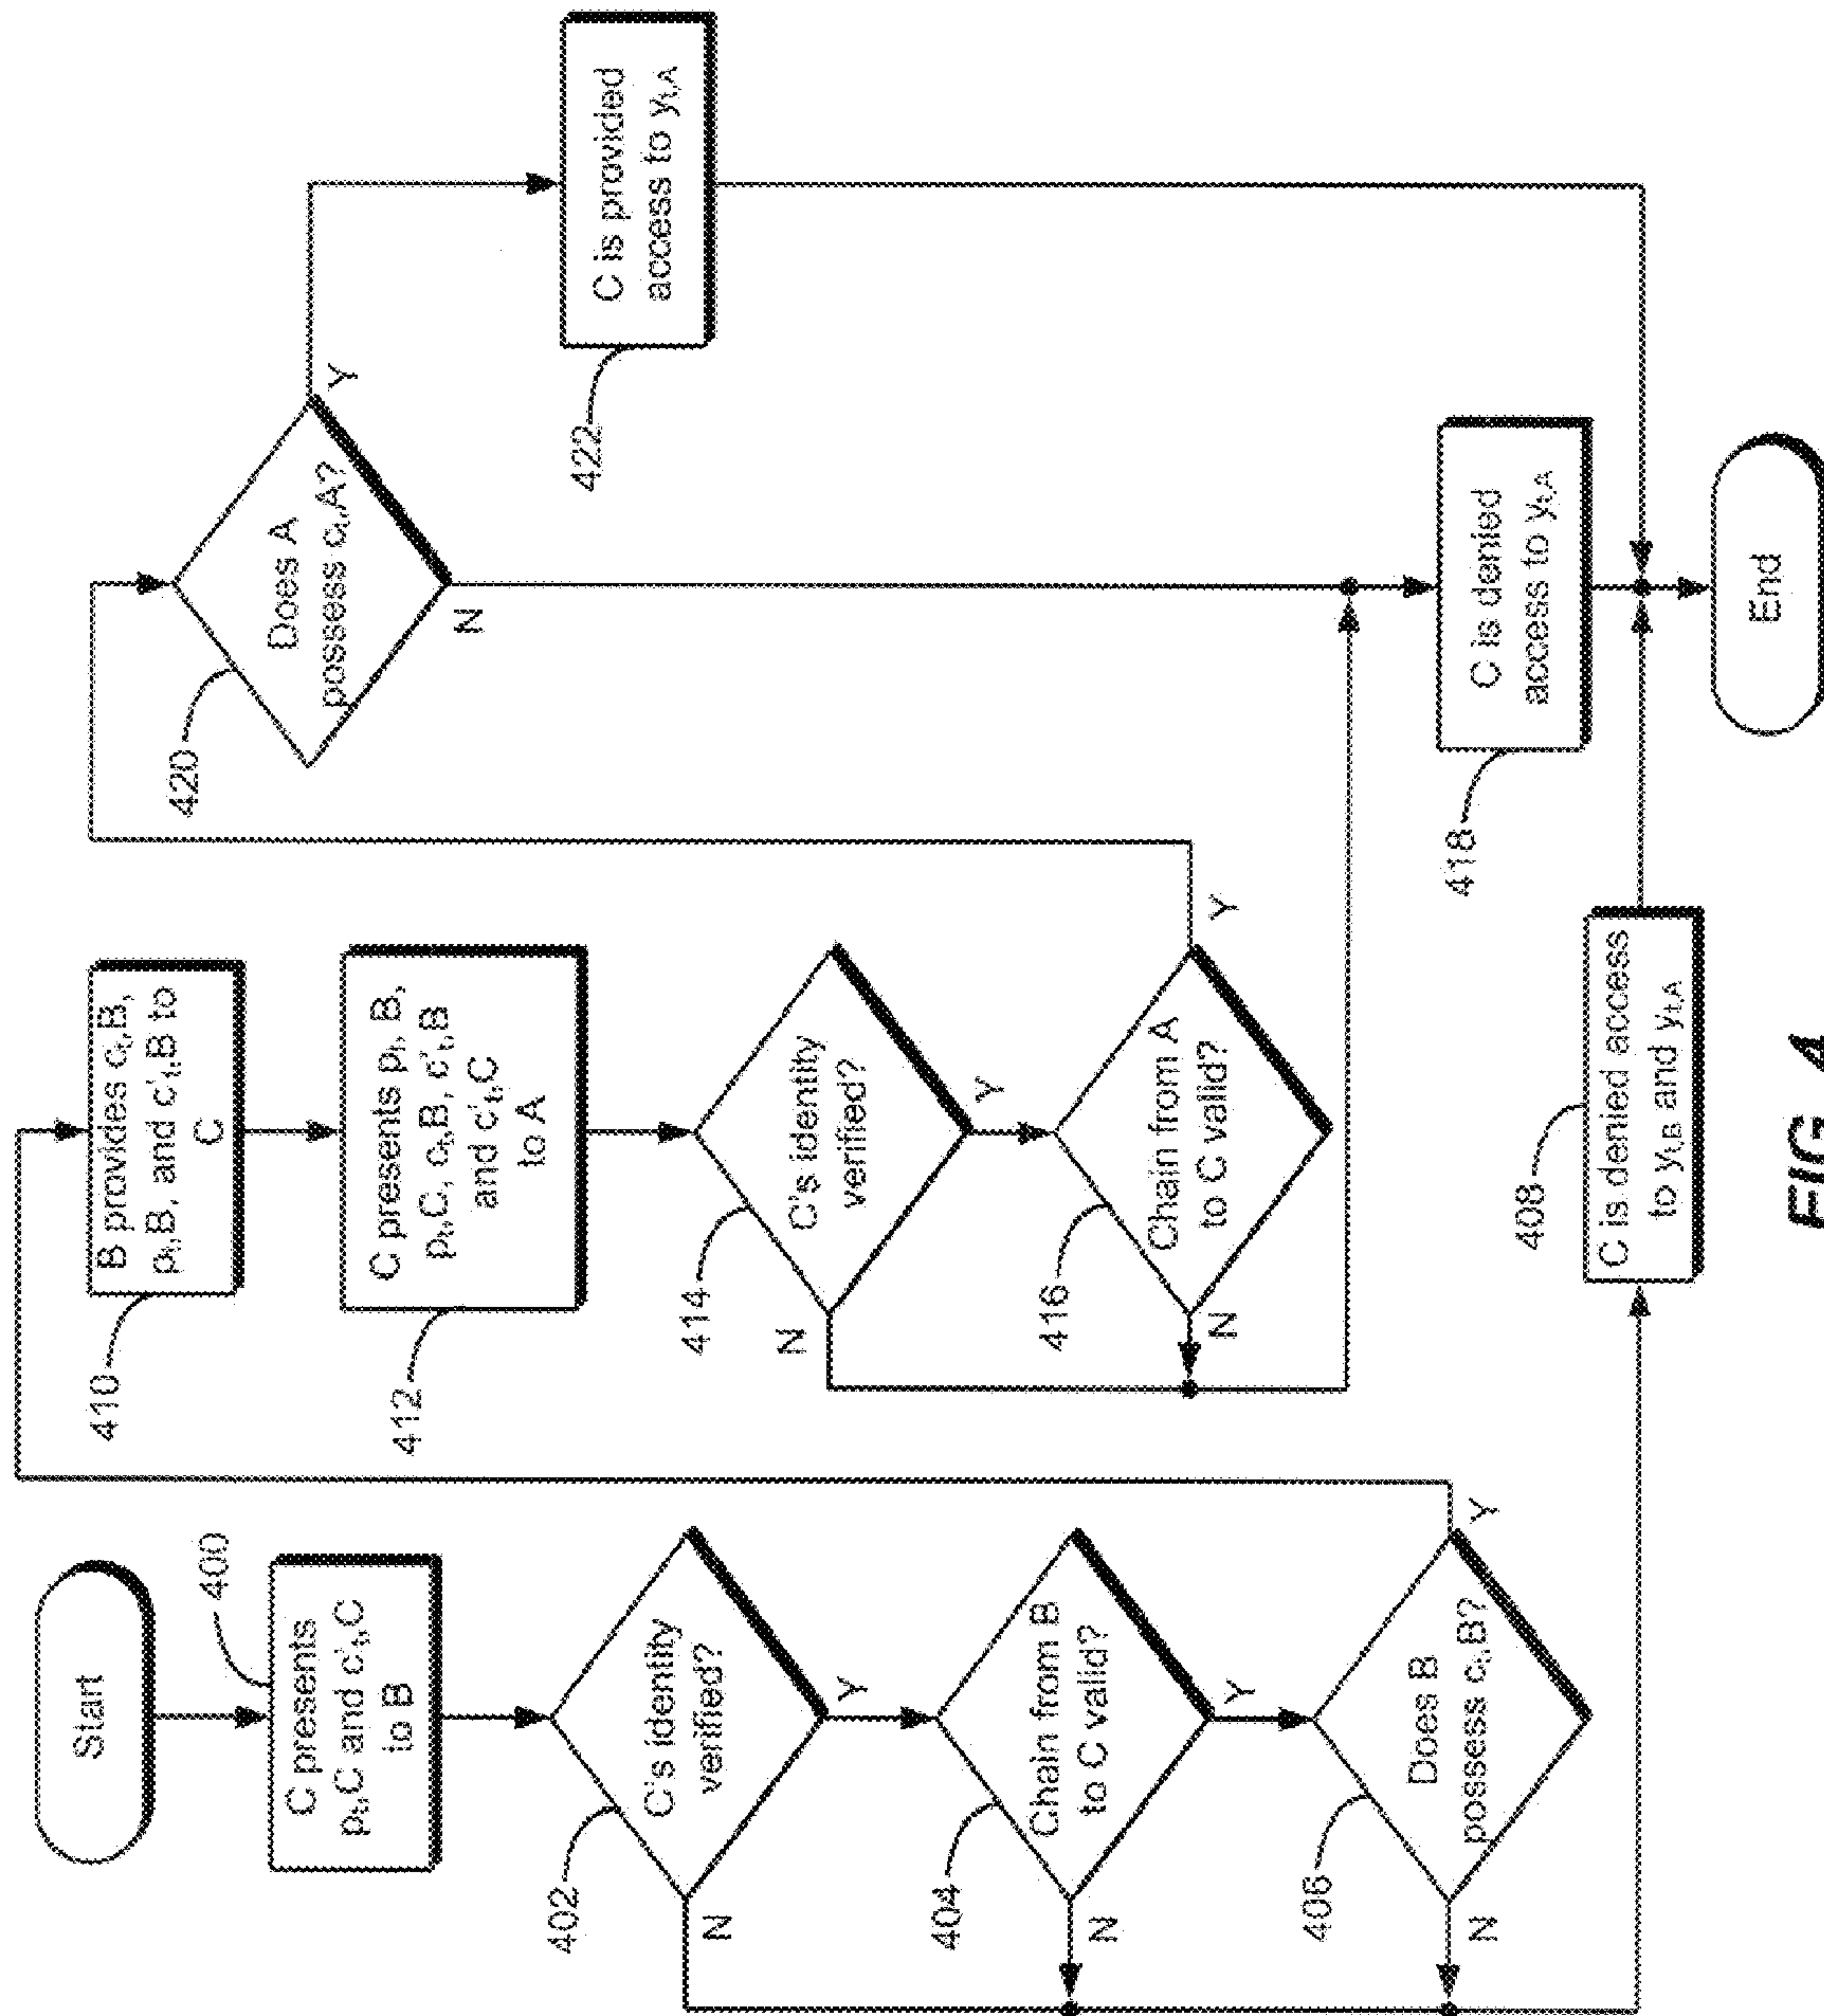 Start
400
C presents
pₜ,C and c'ₜ,C
to B
402
C's identity
verified?
Y
N
404
Chain from B
to C valid?
Y
N
406
Does B
possess cₜ,B?
Y
N
408
C is denied access
to yₜ,B and yₜ,A
410
B provides cₜ,B,
pₜ,B, and c'ₜ,B to
C
412
C presents pₜ, B,
pₜ,C, cₜ,B, c'ₜ,B
and c'ₜ,C
to A
414
C's identity
verified?
Y
N
416
Chain from A
to C valid?
Y
N
420
Does A
possess cₜ,A?
Y
N
422
C is provided
access to yₜ,A
418
C is denied
access to yₜ,A
End
FIG. 4